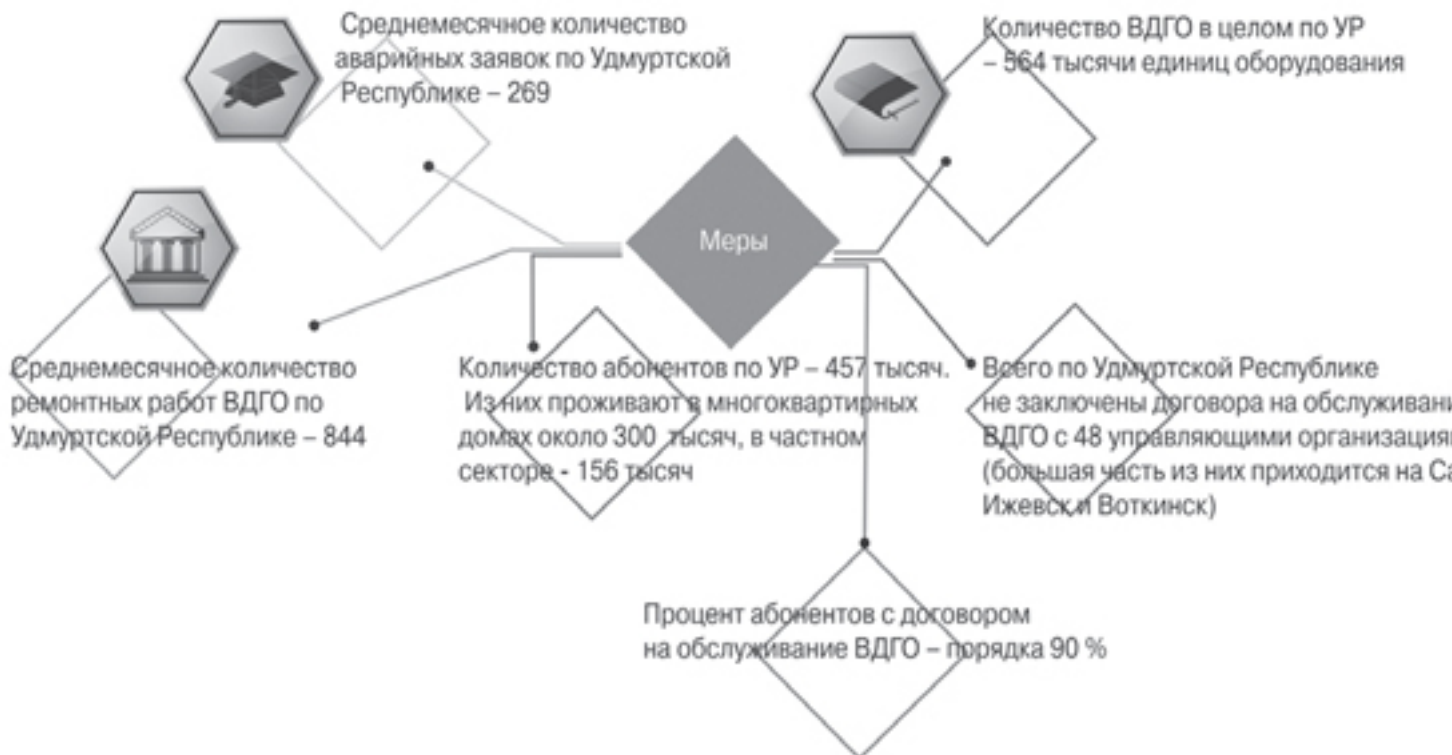 Среднемесячное количество
аварийных заявок по Удмуртской
Республике – 269
Количество ВДГО в целом по УР
– 564 тысячи единиц оборудования
Меры
Среднемесячное количество
ремонтных работ ВДГО по
Удмуртской Республике – 844
Количество абонентов по УР – 457 тысяч.
Из них проживают в многоквартирных
домах около 300 тысяч, в частном
секторе - 156 тысяч
Всего по Удмуртской Республике
не заключены договора на
ВДГО с 48 управляющими
(большая часть из них приходится на
Ижевск и Воткинск)
Процент абонентов с договором
на обслуживание ВДГО – порядка 90 %